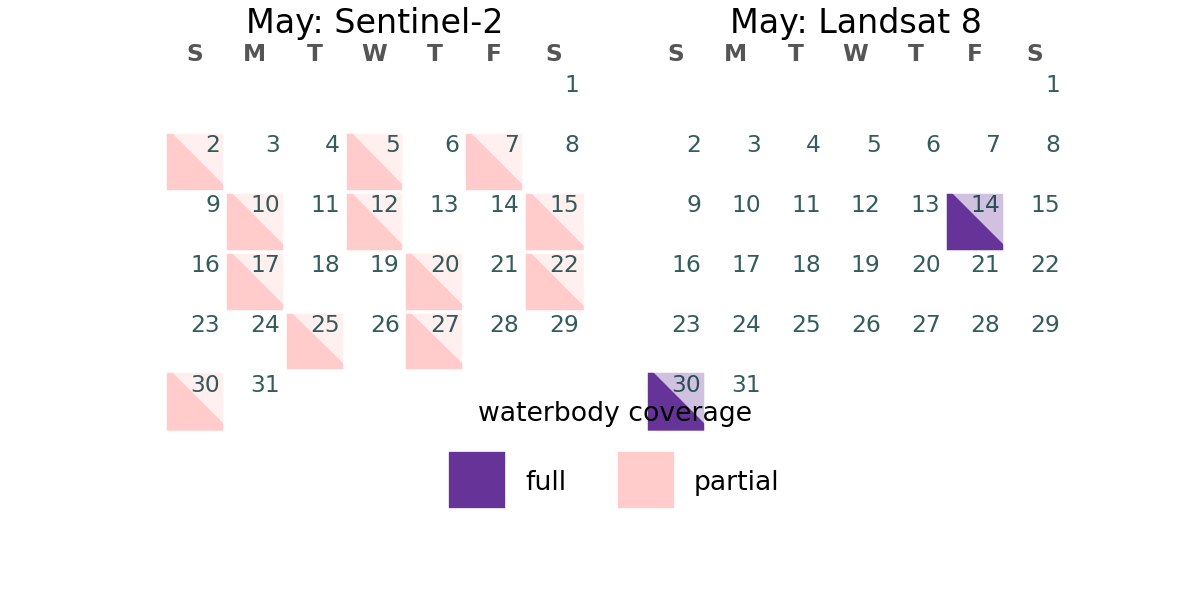 May: Sentinel-2
S M T W T F S
1
2 3 4 5 6 7 8
9 10 11 12 13 14 15
16 17 18 19 20 21 22
23 24 25 26 27 28 29
30 31
May: Landsat 8
S M T W T F S
1
2 3 4 5 6 7 8
9 10 11 12 13 14 15
16 17 18 19 20 21 22
23 24 25 26 27 28 29
30 31
waterbody coverage
full
partial